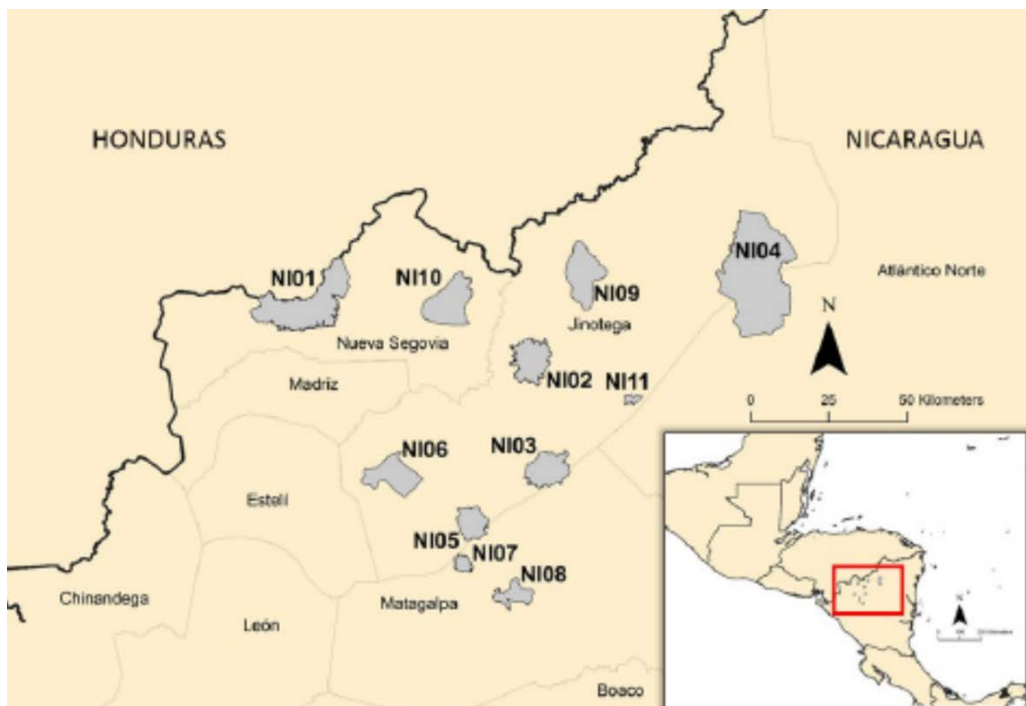 HONDURAS
NICARAGUA
NI04
NI01
NI10
NI09
Atlántico Norte
N
Jinotega
Nueva Segovia
NI02
Madriz
NI11
0 25 50 Kilometers
NI06
NI03
Estelí
NI05
NI07
NI08
Chinandega
Matagalpa
León
Boaco
N